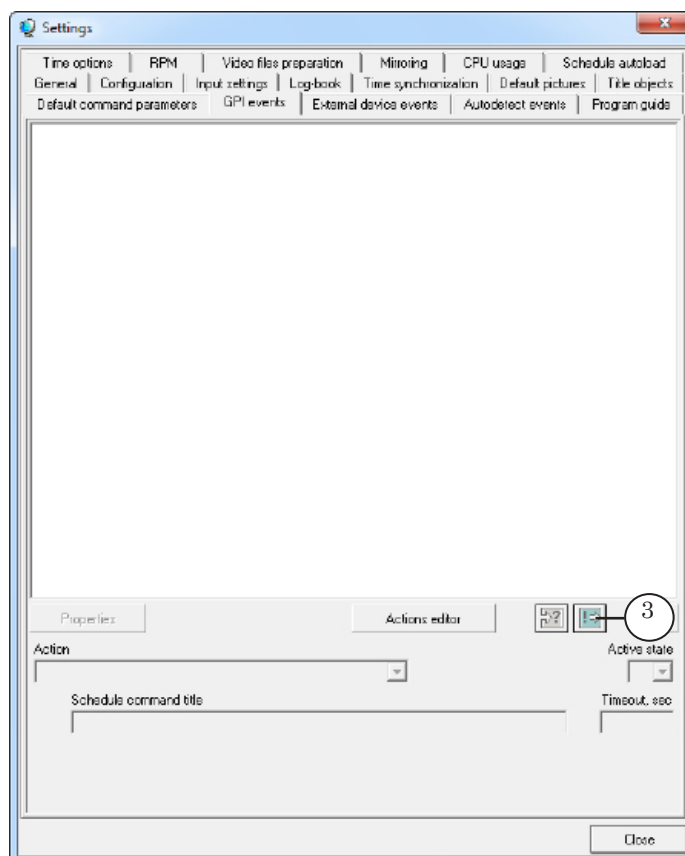 Settings
Time options RPM Video files preparation Mirroring CPU usage Schedule autoload
General Configuration Input settings Log-book Time synchronization Default pictures Title objects
Default command parameters GPI events External device events Autodetect events Program guide
Properties Actions editor 3
Action Active state
Schedule command title Timeout, sec
Close